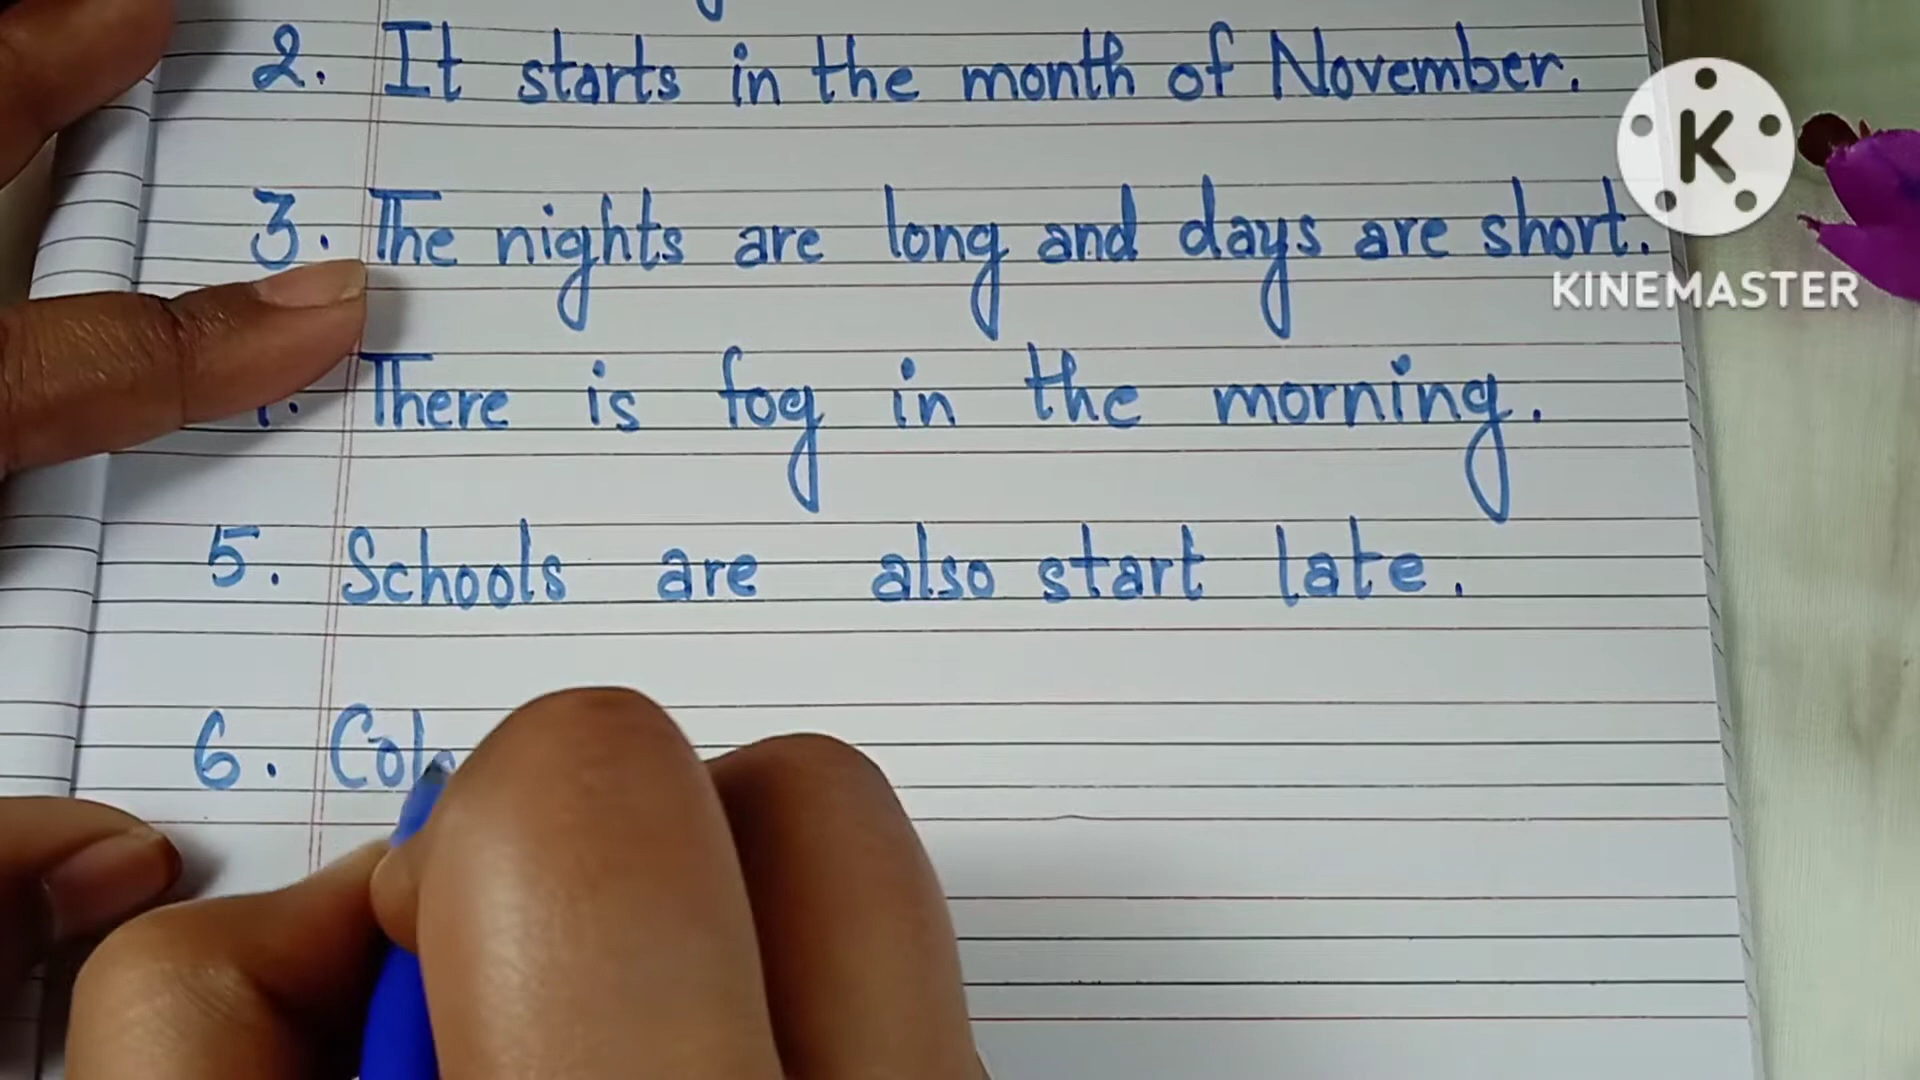 2. It starts in the month of November.
3. The nights are long and days are short.
There is fog in the morning.
5. Schools are also start late.
6.
K
KINEMASTER